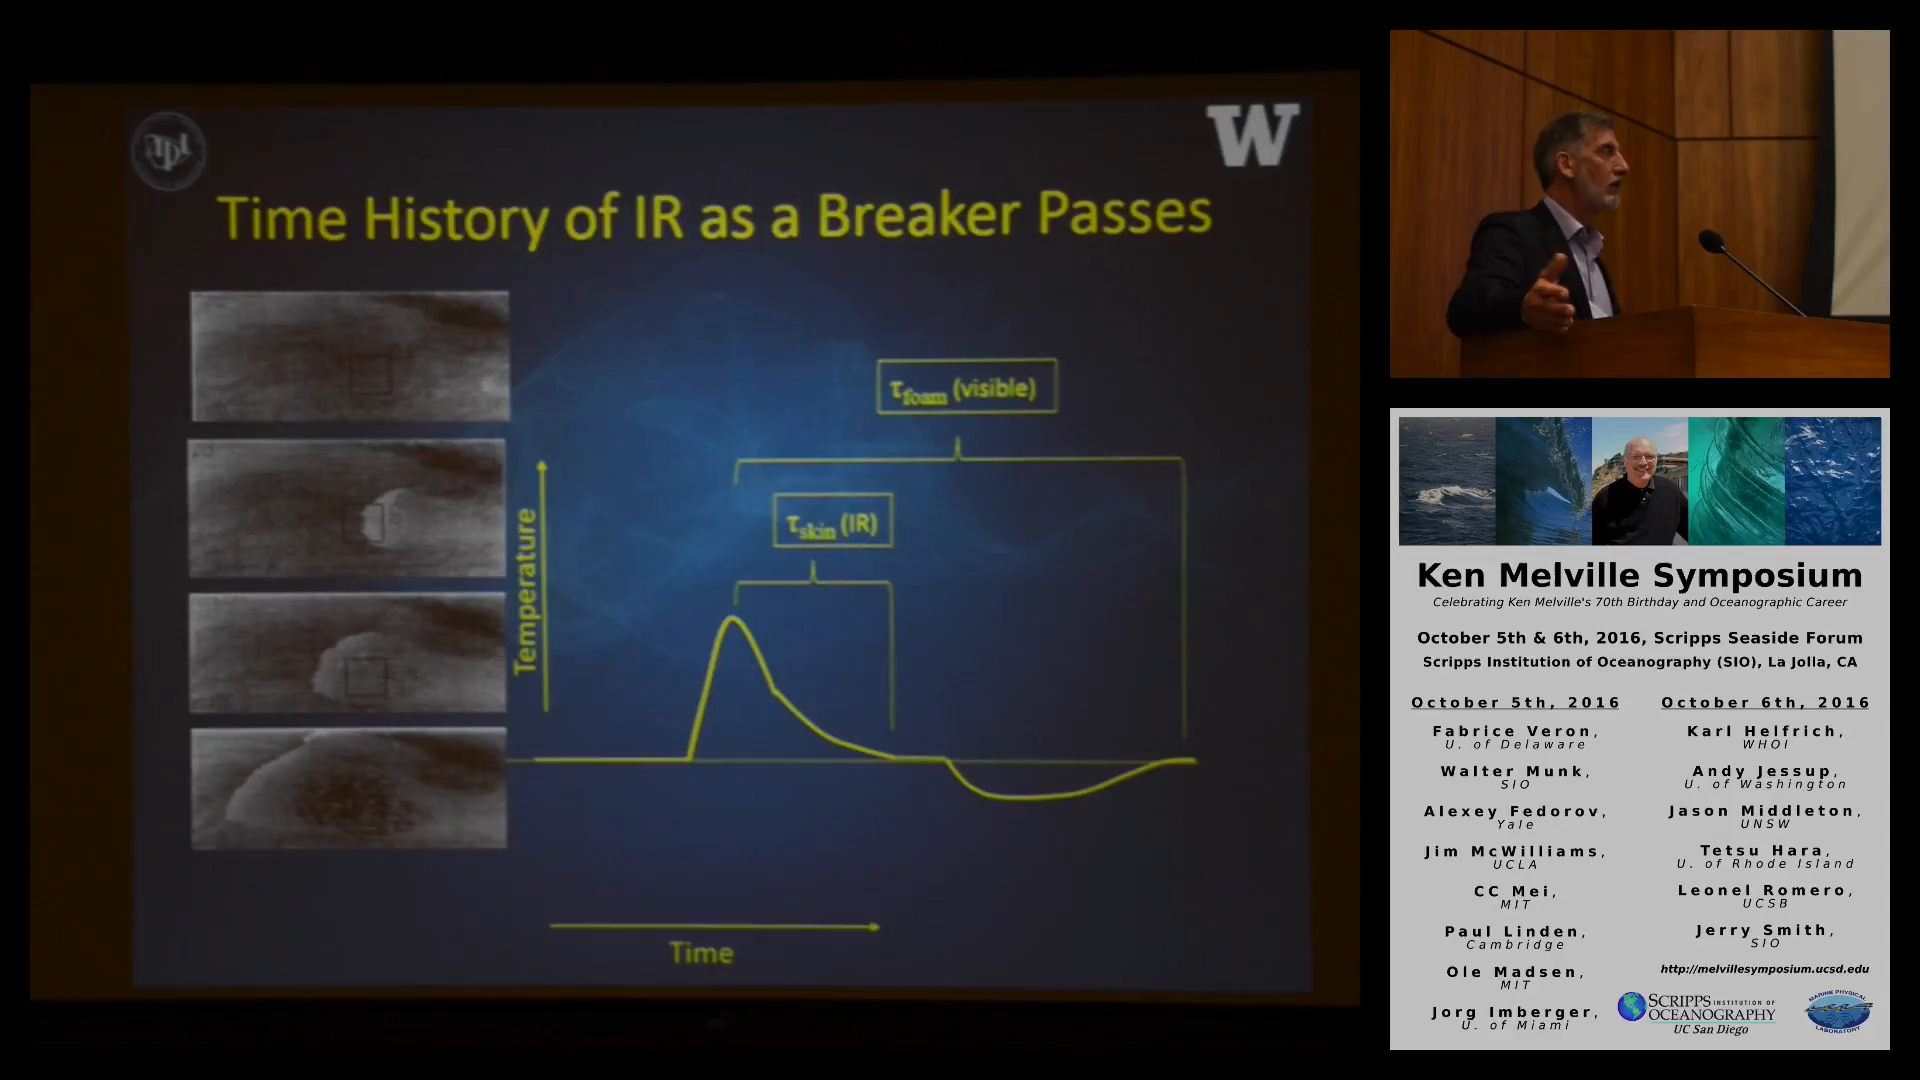 W
Time History of IR as a Breaker Passes
τfoam (visible)
τskin (IR)
Temperature
Time
Ken Melville Symposium
Celebrating Ken Melville's 70th Birthday and Oceanographic Career
October 5th & 6th, 2016, Scripps Seaside Forum
Scripps Institution of Oceanography (SIO), La Jolla, CA
October 5th, 2016
Fabrice Veron,
U. of Delaware
Walter Munk,
SIO
Alexey Fedorov,
Yale
Jim McWilliams,
UCLA
CC Mei,
MIT
Paul Linden,
Cambridge
Ole Madsen,
MIT
Jorg Imberger,
U. of Miami
October 6th, 2016
Karl Helfrich,
WHOI
Andy Jessup,
U. of Washington
Jason Middleton,
UNSW
Tetsu Hara,
U. of Rhode Island
Leonel Romero,
UCSB
Jerry Smith,
SIO
http://melvillesymposium.ucsd.edu
SCRIPPS INSTITUTION OF
OCEANOGRAPHY
UC San Diego
MARINE PHYSICAL
LABORATORY